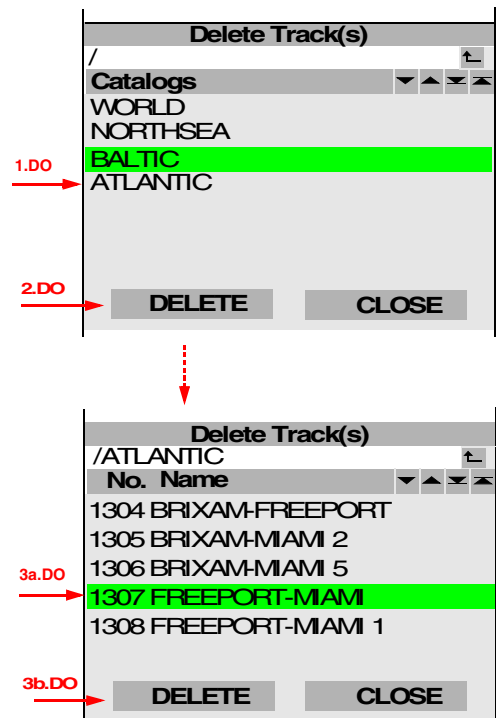 Delete Track(s)
/
Catalogs
WORLD
NORTHSEA
BALTIC
1.DO
ATLANTIC
2.DO
DELETE CLOSE
Delete Track(s)
/ATLANTIC
No. Name
1304 BRIXAM-FREEPORT
1305 BRIXAM-MIAMI 2
1306 BRIXAM-MIAMI 5
3a.DO
1307 FREEPORT-MIAMI
1308 FREEPORT-MIAMI 1
3b.DO
DELETE CLOSE